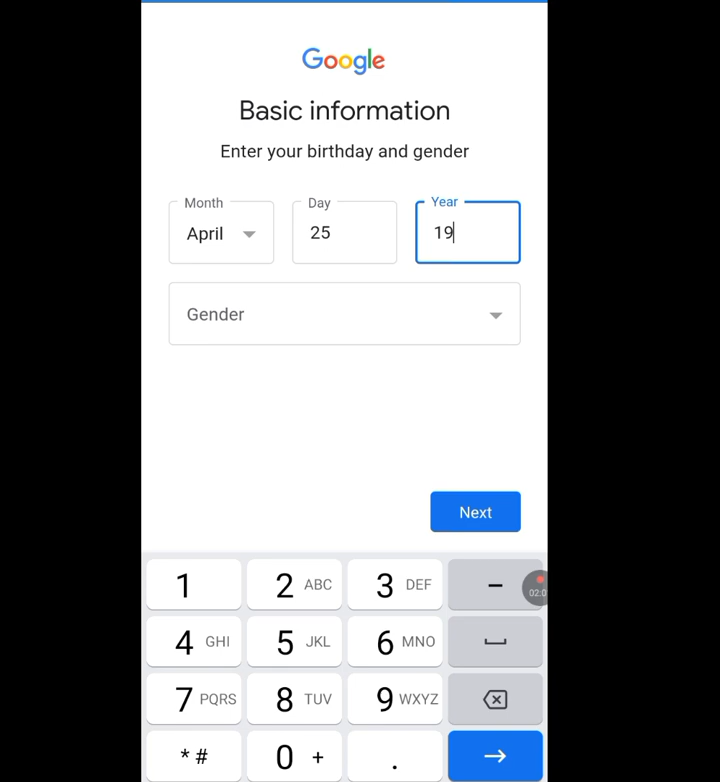 Google
Basic information
Enter your birthday and gender
Month Day Year
April 25 19
Gender
Next
1 2 ABC 3 DEF -
4 GHI 5 JKL 6 MNO
7 PQRS 8 TUV 9 WXYZ
* # 0 + .